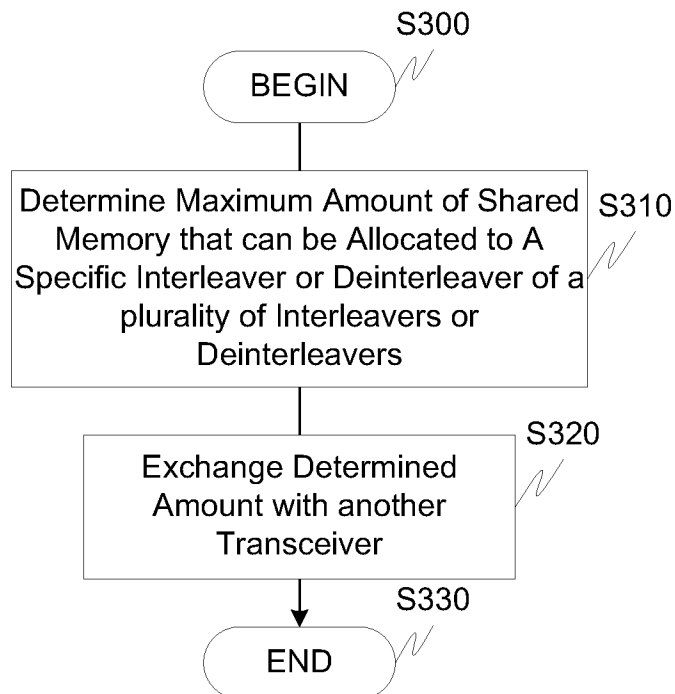 S300
BEGIN
Determine Maximum Amount of Shared
S310
Memory that can be Allocated to A
Specific Interleaver or Deinterleaver of a
plurality of Interleavers or
Deinterleavers
S320
Exchange Determined
Amount with another
Transceiver
S330
END